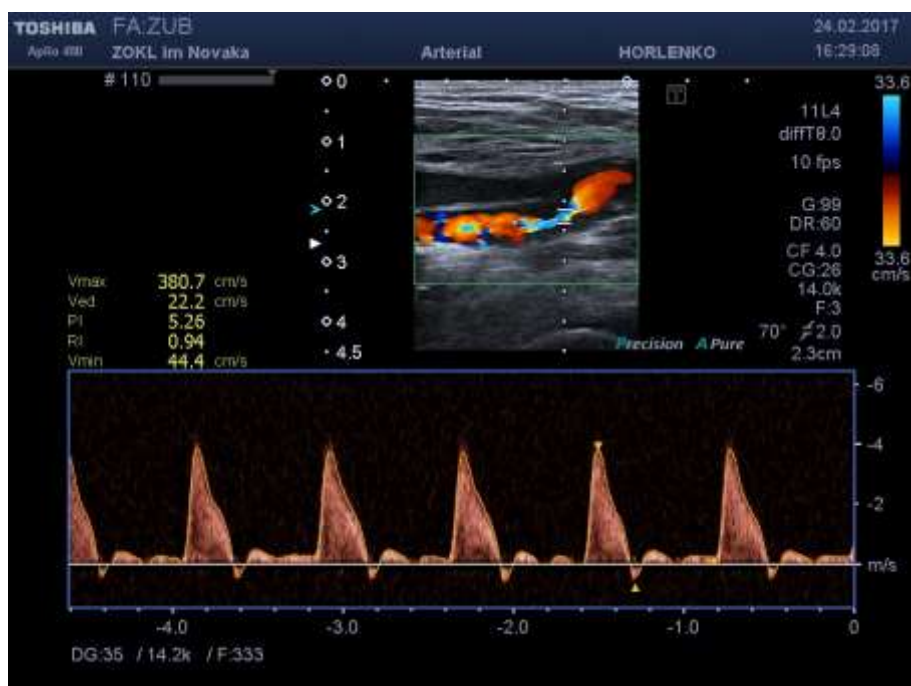 TOSHIBA FA:ZUB 24.02.2017
ZOKL im Novaka Arterial HORLENKO 16:29:08
#110
0
1
2
3
4
4.5
33.6
11L4
diffT8.0
10 fps
G:99
DR:60
CF 4.0
CG:26
14.0k
F:3
70° 2.0
2.3cm
33.6
cm/s
T
Precision APure
Vmax 380.7 cm/s
Ved 22.2 cm/s
PI 5.26
RI 0.94
Vmin 44.4 cm/s
-6
-4
-2
m/s
-4.0 -3.0 -2.0 -1.0 0
DG:35 / 14.2k / F:333